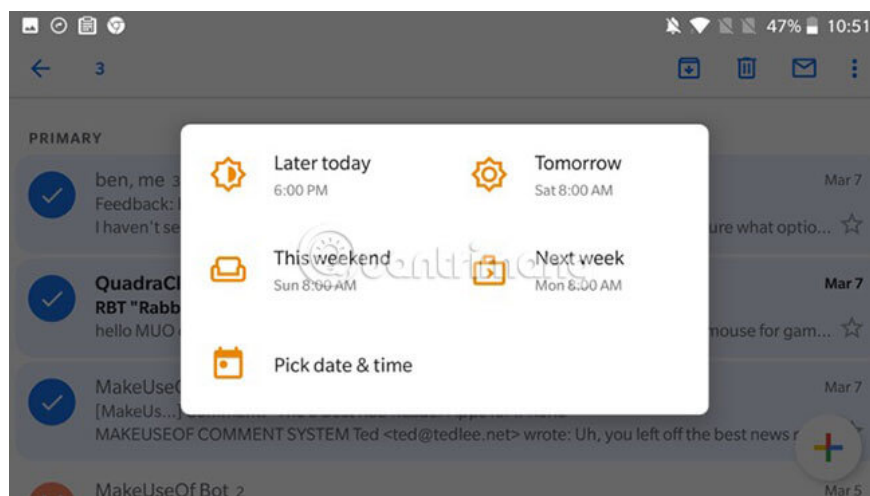 47% 10:51
3
PRIMARY
Later today
6:00 PM
Tomorrow
Sat 8:00 AM
ben, me 3
Mar 7
Feedback:
I haven't se
ure what optio...
This weekend
Sun 8:00 AM
Next week
Mon 8:00 AM
quantrimang
QuadraCl
Mar 7
RBT "Rabb
hello MUO
mouse for gam...
Pick date & time
MakeUseO
Mar 7
[MakeUs...]
MAKEUSEOF COMMENT SYSTEM Ted <ted@tedlee.net> wrote: Uh, you left off the best news
MakeUseOf Bot 2
Mar 5